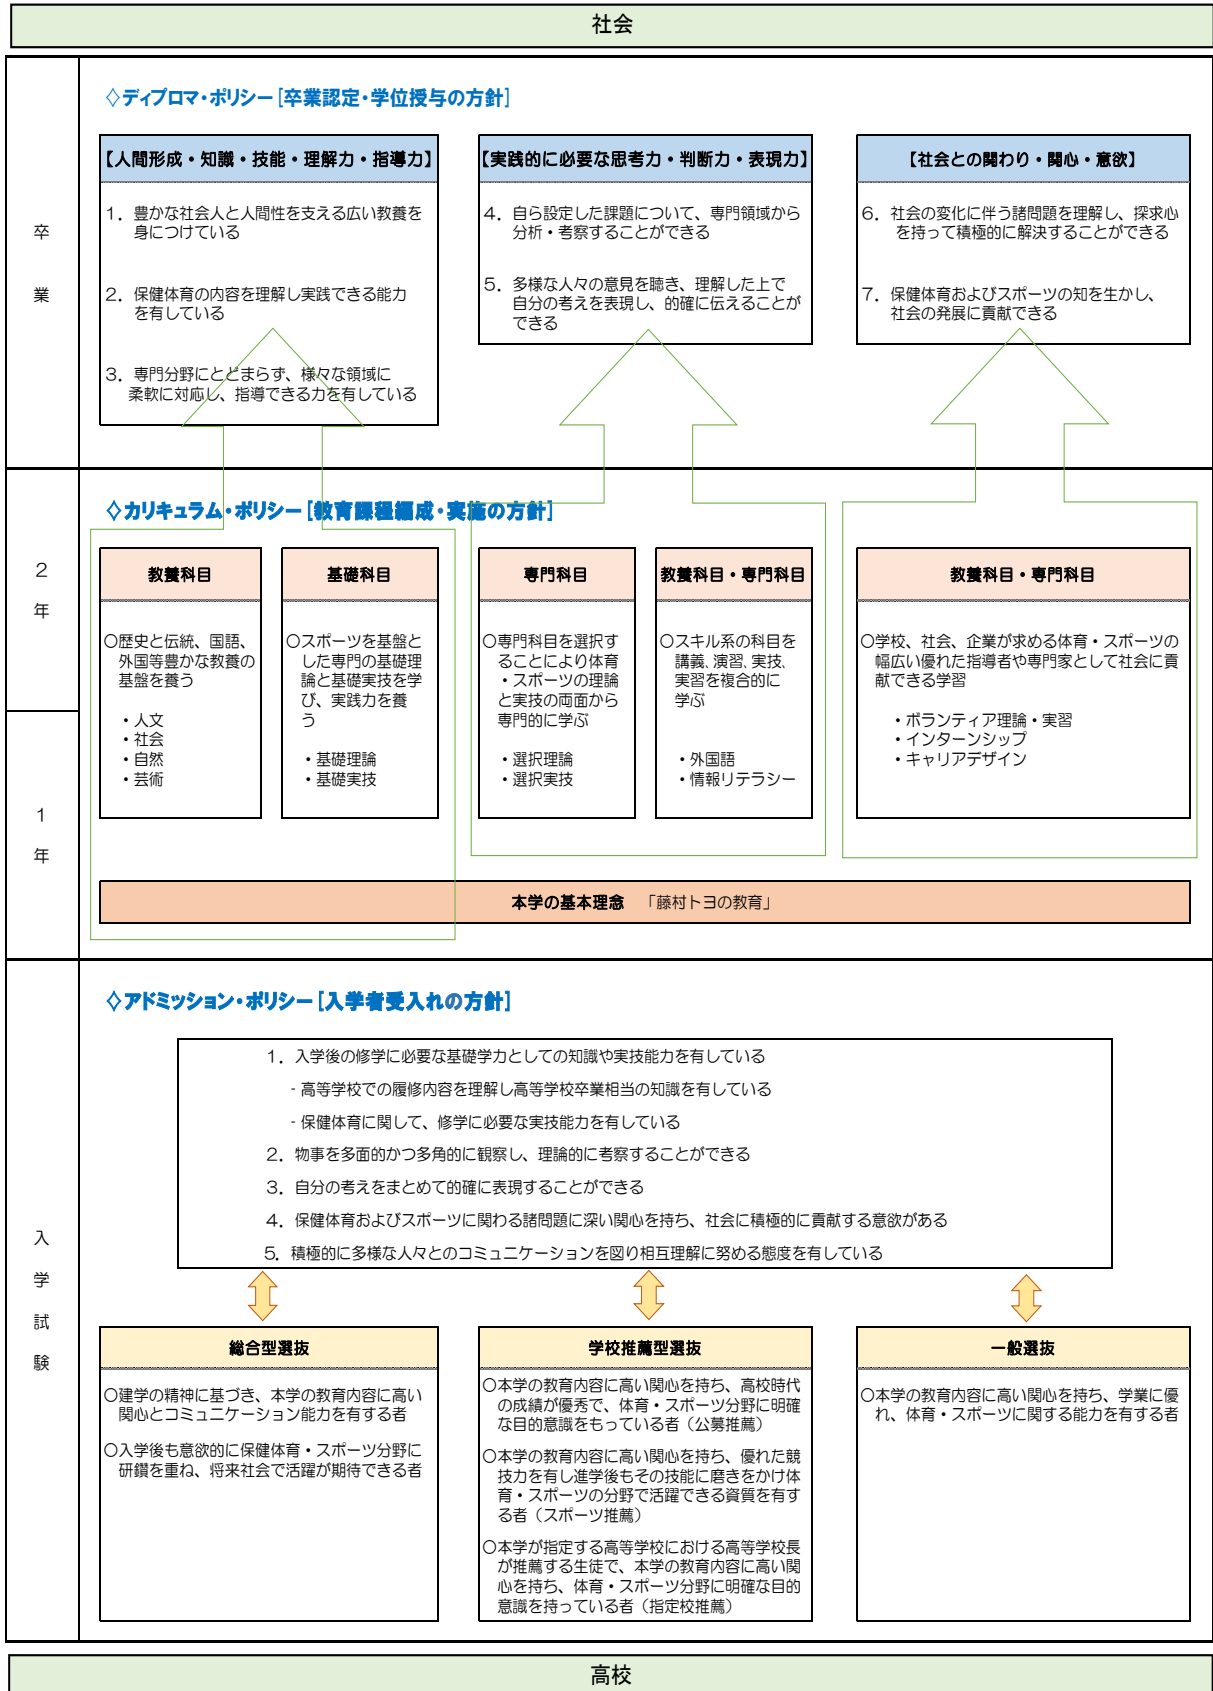 社会
◇ディプロマ・ポリシー [卒業認定・学位授与の方針]
卒
業
【人間形成・知識・技能・理解力・指導力】
1．豊かな社会人と人間性を支える広い教養を
身につけている
2．保健体育の内容を理解し実践できる能力
を有している
3．専門分野にとどまらず、様々な領域に
柔軟に対応し、指導できる力を有している
【実践的に必要な思考力・判断力・表現力】
4．自ら設定した課題について、専門領域から
分析・考察することができる
5．多様な人々の意見を聴き、理解した上で
自分の考えを表現し、的確に伝えることが
できる
【社会との関わり・関心・意欲】
6．社会の変化に伴う諸問題を理解し、探求心
を持って積極的に解決することができる
7．保健体育およびスポーツの知を生かし、
社会の発展に貢献できる
◇カリキュラム・ポリシー [教育課程編成・実施の方針]
2
年
1
年
教養科目
○歴史と伝統、国語、
外国等豊かな教養の
基盤を養う
・人文
・社会
・自然
・芸術
基礎科目
○スポーツを基盤と
した専門の基礎理
論と基礎実技を学
び、実践力を養
う
・基礎理論
・基礎実技
専門科目
○専門科目を選択す
ることにより体育
・スポーツの理論
と実技の両面から
専門的に学ぶ
・選択理論
・選択実技
教養科目・専門科目
○スキル系の科目を
講義、演習、実技、
実習を複合的に
学ぶ
・外国語
・情報リテラシー
教養科目・専門科目
○学校、社会、企業が求める体育・スポーツの
幅広い優れた指導者や専門家として社会に貢
献できる学習
・ボランティア理論・実習
・インターンシップ
・キャリアデザイン
本学の基本理念　「藤村トヨの教育」
◇アドミッション・ポリシー [入学者受入れの方針]
入
学
試
験
1．入学後の修学に必要な基礎学力としての知識や実技能力を有している
- 高等学校での履修内容を理解し高等学校卒業相当の知識を有している
- 保健体育に関して、修学に必要な実技能力を有している
2．物事を多面的かつ多角的に観察し、理論的に考察することができる
3．自分の考えをまとめて的確に表現することができる
4．保健体育およびスポーツに関わる諸問題に深い関心を持ち、社会に積極的に貢献する意欲がある
5．積極的に多様な人々とのコミュニケーションを図り相互理解に努める態度を有している
総合型選抜
○建学の精神に基づき、本学の教育内容に高い
関心とコミュニケーション能力を有する者
○入学後も意欲的に保健体育・スポーツ分野に
研鑽を重ね、将来社会で活躍が期待できる者
学校推薦型選抜
○本学の教育内容に高い関心を持ち、高校時代
の成績が優秀で、体育・スポーツ分野に明確
な目的意識をもっている者（公募推薦）
○本学の教育内容に高い関心を持ち、優れた競
技力を有し進学後もその技能に磨きをかけ体
育・スポーツの分野で活躍できる資質を有す
る者（スポーツ推薦）
○本学が指定する高等学校における高等学校長
が推薦する生徒で、本学の教育内容に高い関
心を持ち、体育・スポーツ分野に明確な目的
意識を持っている者（指定校推薦）
一般選抜
○本学の教育内容に高い関心を持ち、学業に優
れ、体育・スポーツに関する能力を有する者
高校